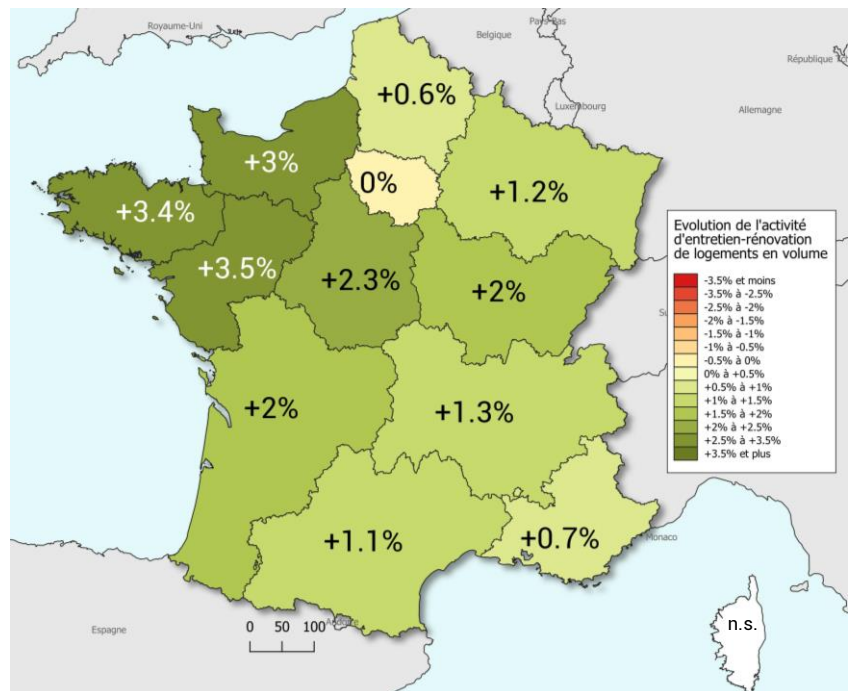 Royaume-Uni
Pays-Bas
Belgique
République Tch
Allemagne
Luxembourg
+0.6%
+3%
0%
+1.2%
+3.4%
+3.5%
+2.3%
+2%
+2%
+1.3%
+1.1%
+0.7%
Monaco
Espagne
0 50 100
n.s.
Evolution de l'activité
d'entretien-rénovation
de logements en volume
-3.5% et moins
-3.5% à -2.5%
-2.5% à -2%
-2% à -1.5%
-1.5% à -1%
-1% à -0.5%
-0.5% à 0%
0% à +0.5%
+0.5% à +1%
+1% à +1.5%
+1.5% à +2%
+2% à +2.5%
+2.5% à +3.5%
+3.5% et plus